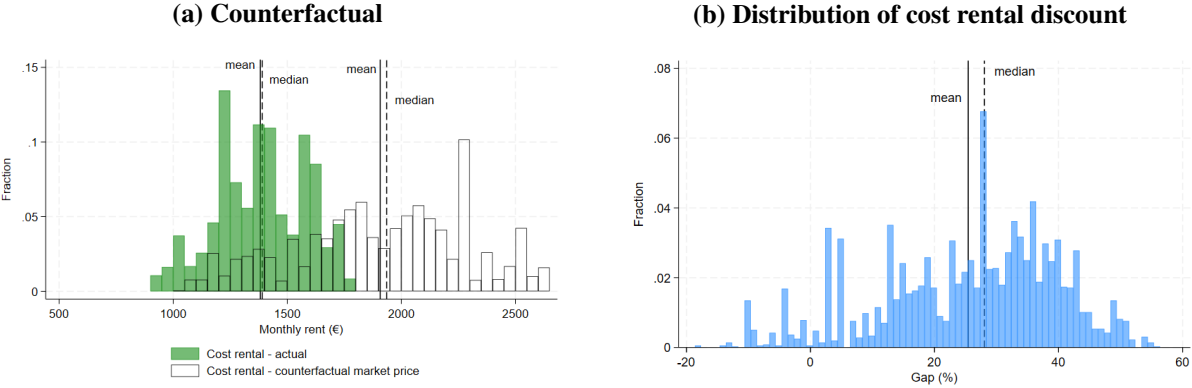 (a) Counterfactual
.15
.1
.05
0
Fraction
mean
median
mean
median
500
1000
1500
2000
2500
Monthly rent (€)
Cost rental - actual
Cost rental - counterfactual market price
(b) Distribution of cost rental discount
.08
.06
.04
.02
0
Fraction
mean
median
-20
0
20
40
60
Gap (%)